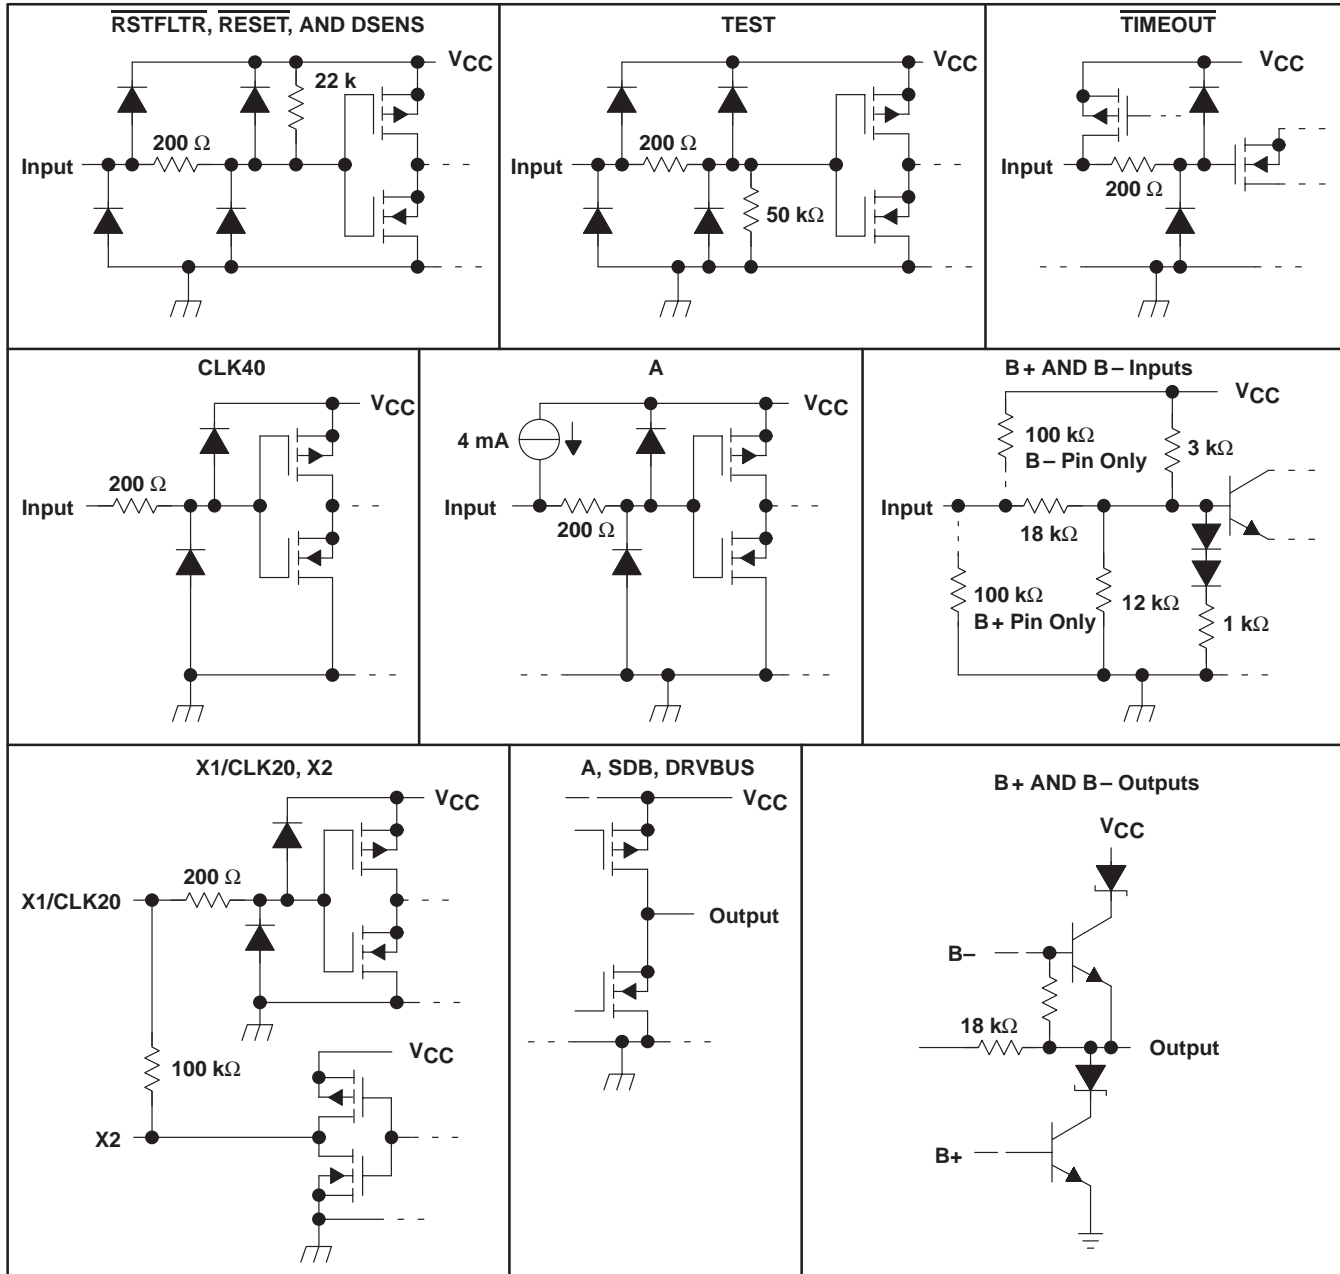 RSTFLTR, RESET, AND DSENS
VCC
22 k
200 Ω
Input
TEST
VCC
200 Ω
Input
50 kΩ
TIMEOUT
VCC
Input
200 Ω
CLK40
VCC
200 Ω
Input
A
VCC
4 mA
Input
200 Ω
B+ AND B– Inputs
VCC
100 kΩ
B– Pin Only
3 kΩ
Input
18 kΩ
100 kΩ
B+ Pin Only
12 kΩ
1 kΩ
X1/CLK20, X2
VCC
200 Ω
X1/CLK20
100 kΩ
VCC
X2
A, SDB, DRVBUS
VCC
Output
B+ AND B– Outputs
VCC
B–
18 kΩ
Output
B+